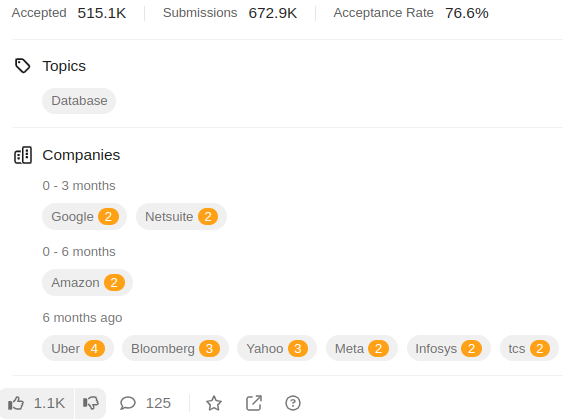 Accepted 515.1K Submissions 672.9K Acceptance Rate 76.6%
Topics
Database
Companies
0 - 3 months
Google 2 Netsuite 2
0 - 6 months
Amazon 2
6 months ago
Uber 4 Bloomberg 3 Yahoo 3 Meta 2 Infosys 2 tcs 2
1.1K 125